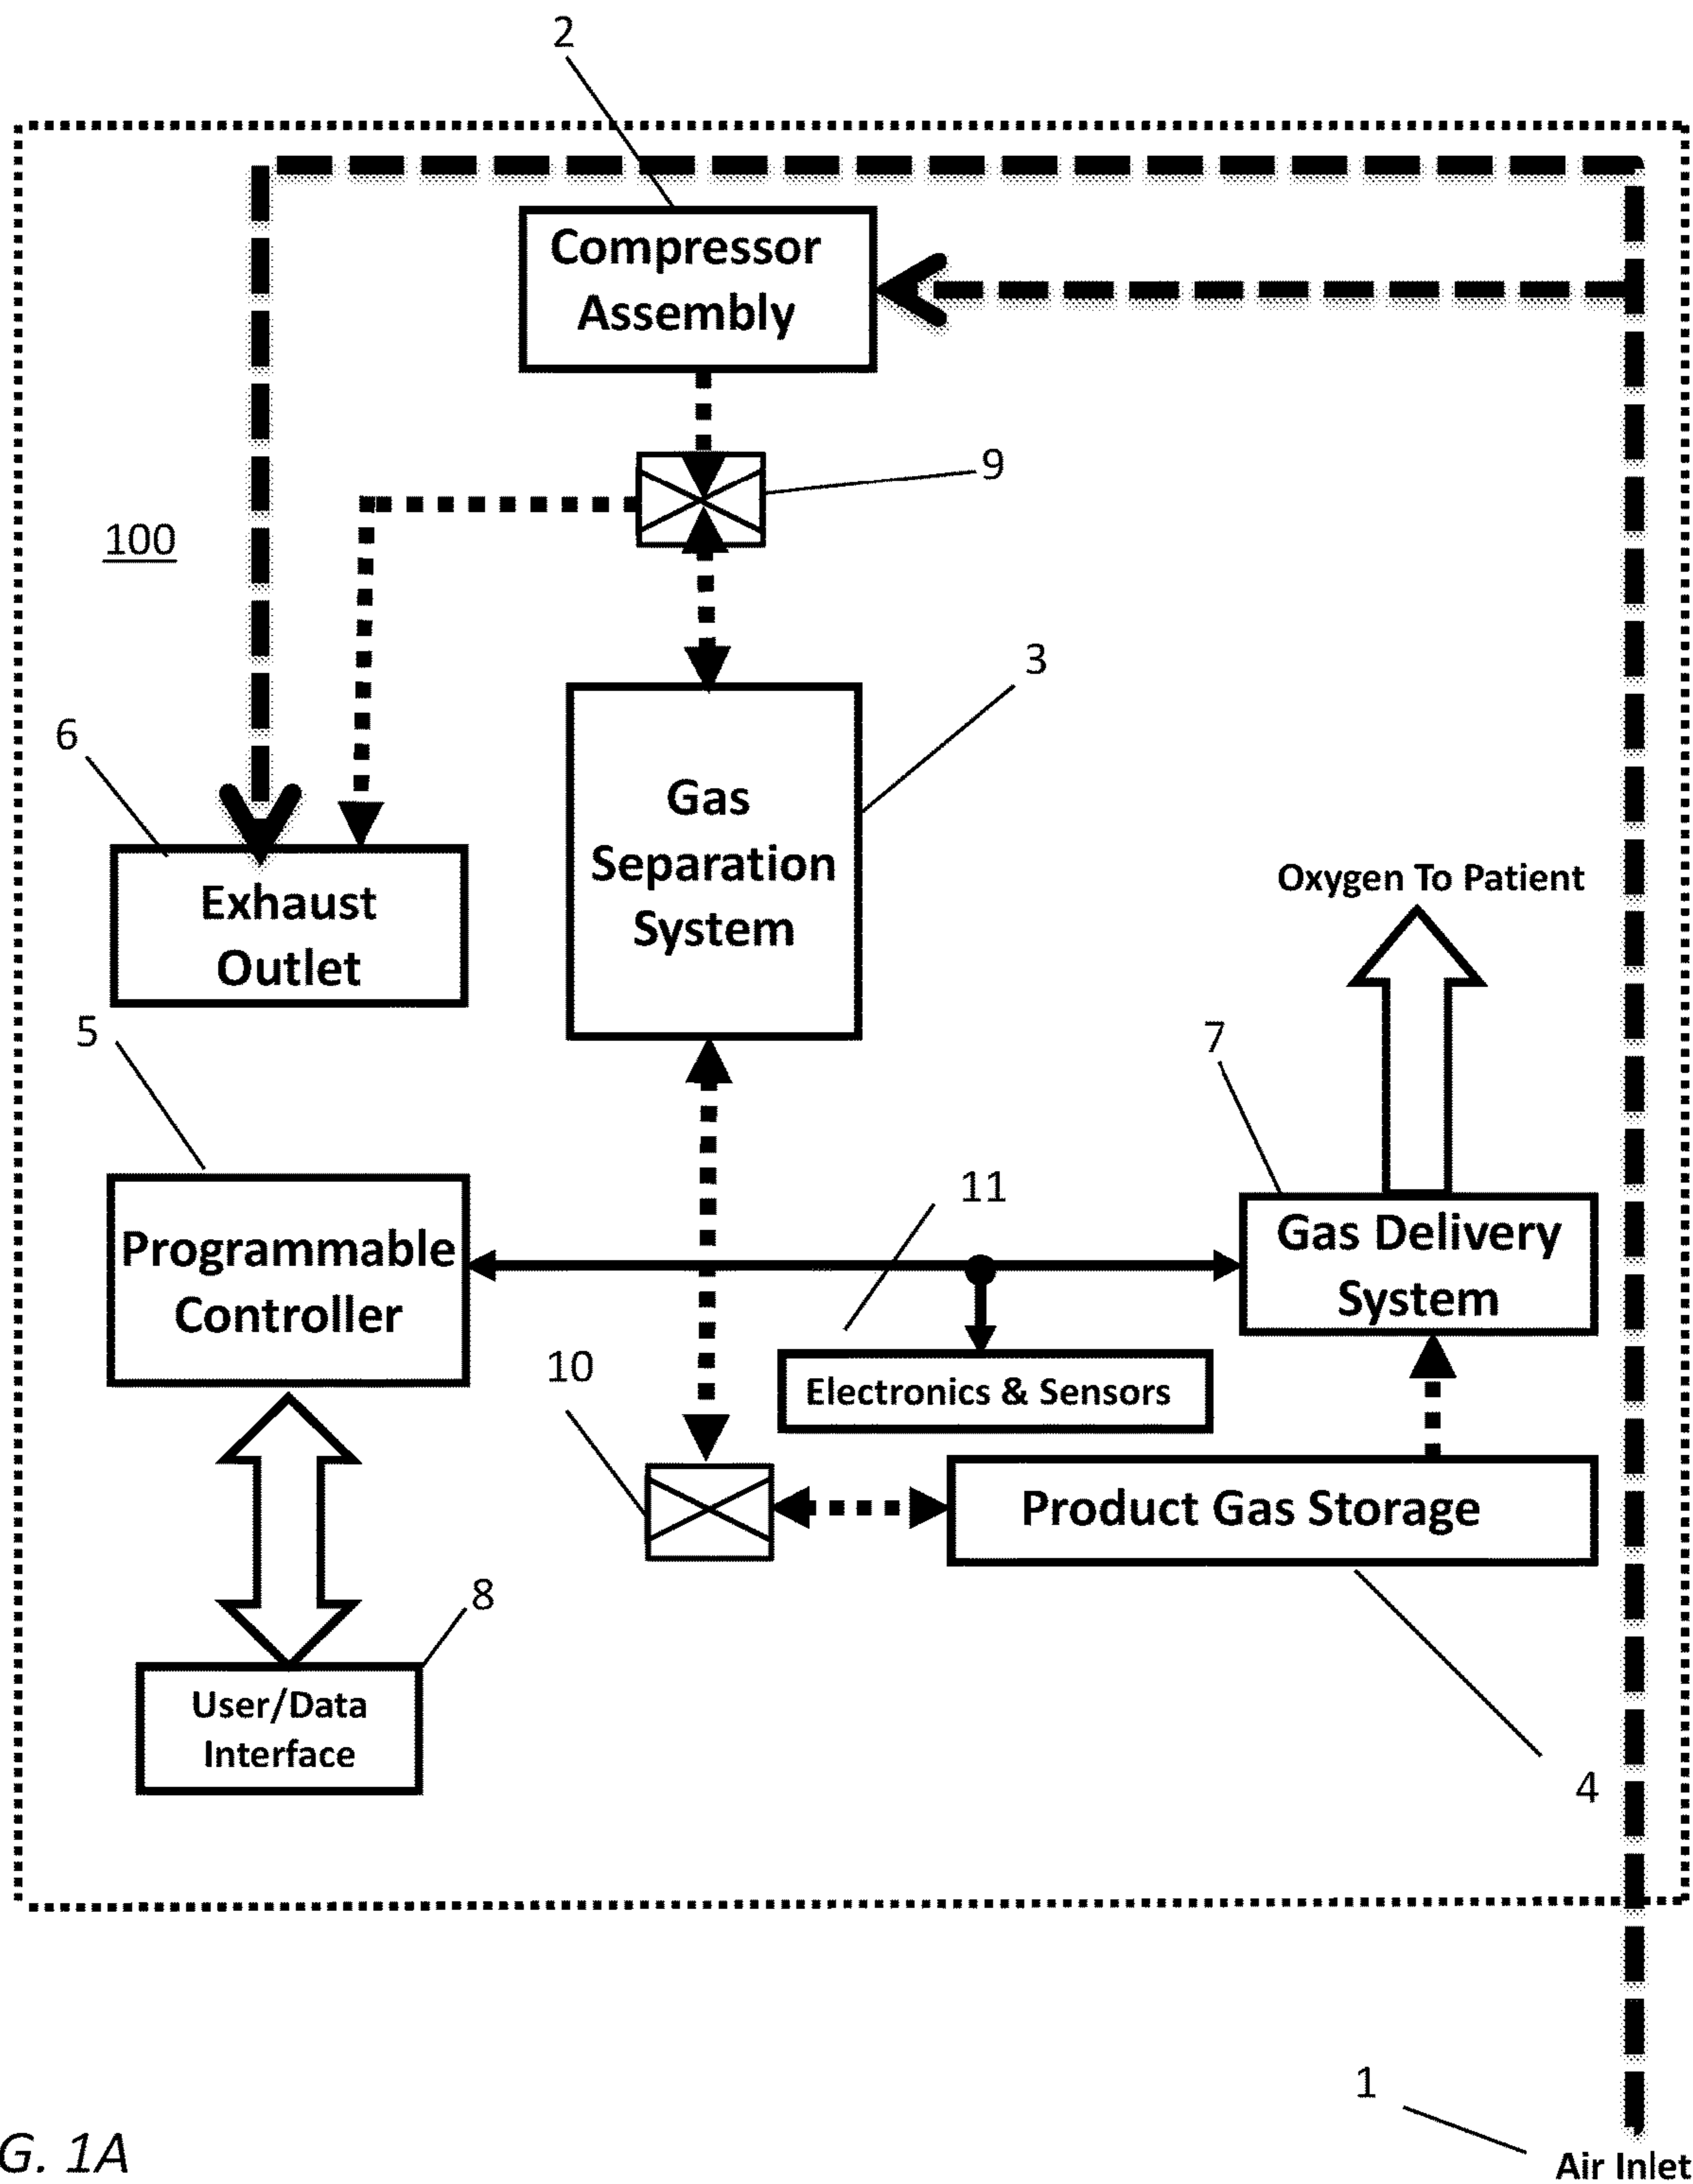 2
Compressor
Assembly
9
100
3
6
Gas
Separation
System
Oxygen To Patient
Exhaust
Outlet
5
7
11
Programmable
Controller
Gas Delivery
System
10
Electronics & Sensors
Product Gas Storage
8
User/Data
Interface
4
1
G. 1A
Air Inlet